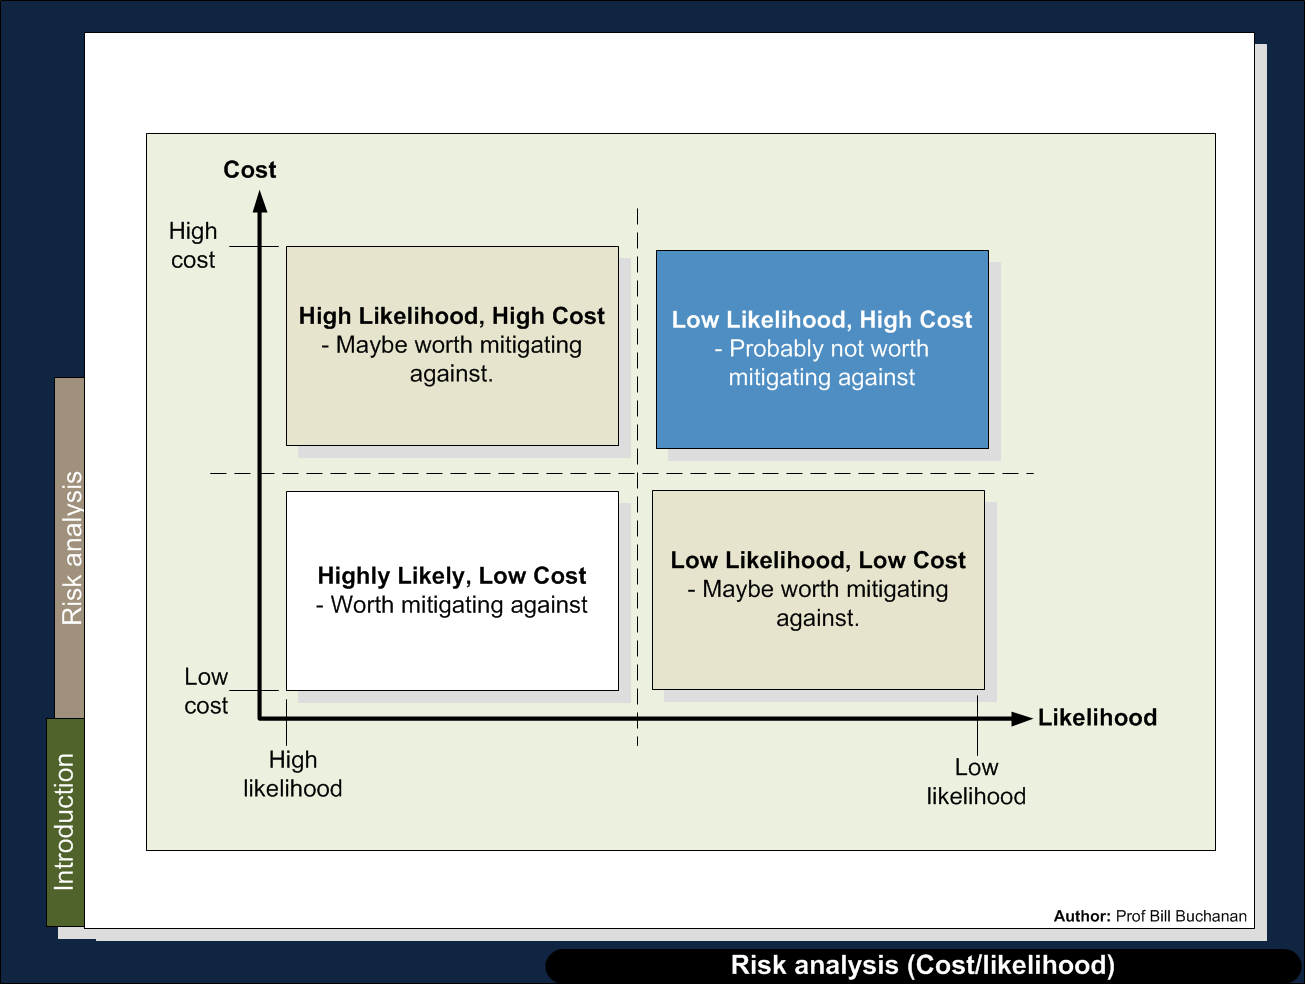 Cost
High
cost
High Likelihood, High Cost
- Maybe worth mitigating
against.
Low Likelihood, High Cost
- Probably not worth
mitigating against
Risk analysis
Highly Likely, Low Cost
- Worth mitigating against
Low Likelihood, Low Cost
- Maybe worth mitigating
against.
Low
cost
Likelihood
High
likelihood
Low
likelihood
Introduction
Author: Prof Bill Buchanan
Risk analysis (Cost/likelihood)